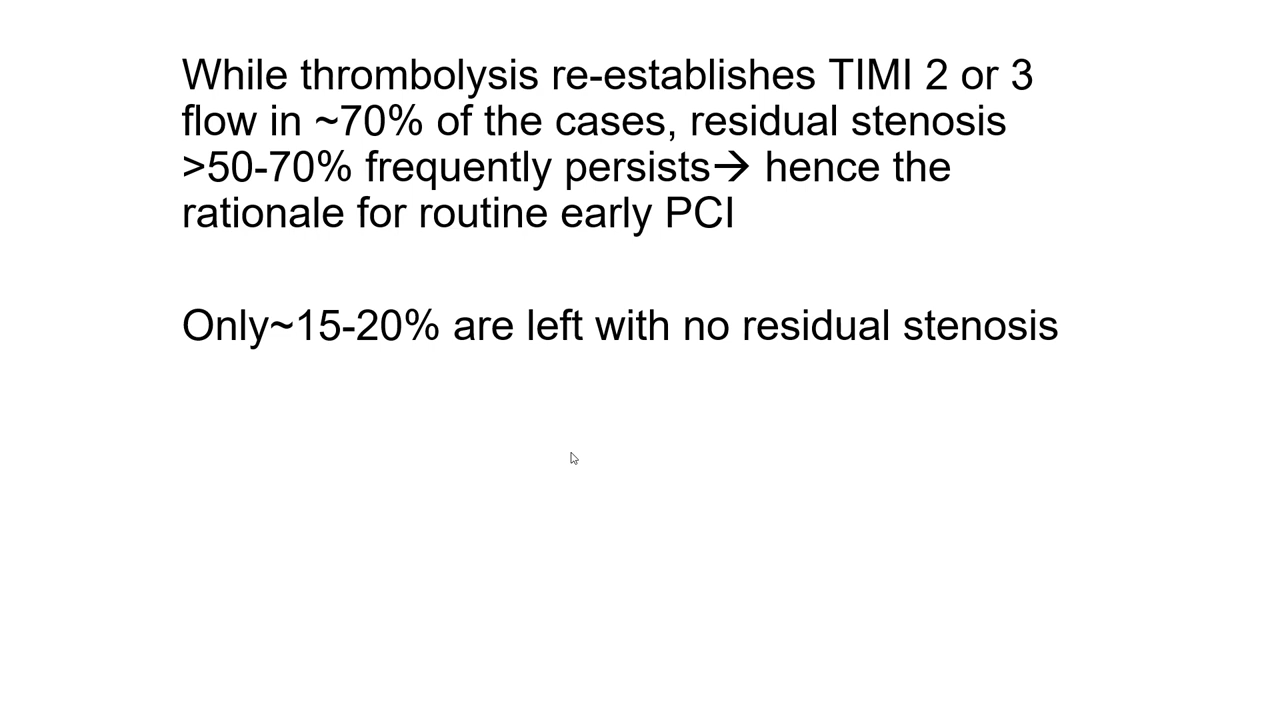 While thrombolysis re-establishes TIMI 2 or 3
flow in ~70% of the cases, residual stenosis
>50-70% frequently persists→ hence the
rationale for routine early PCI
Only~15-20% are left with no residual stenosis